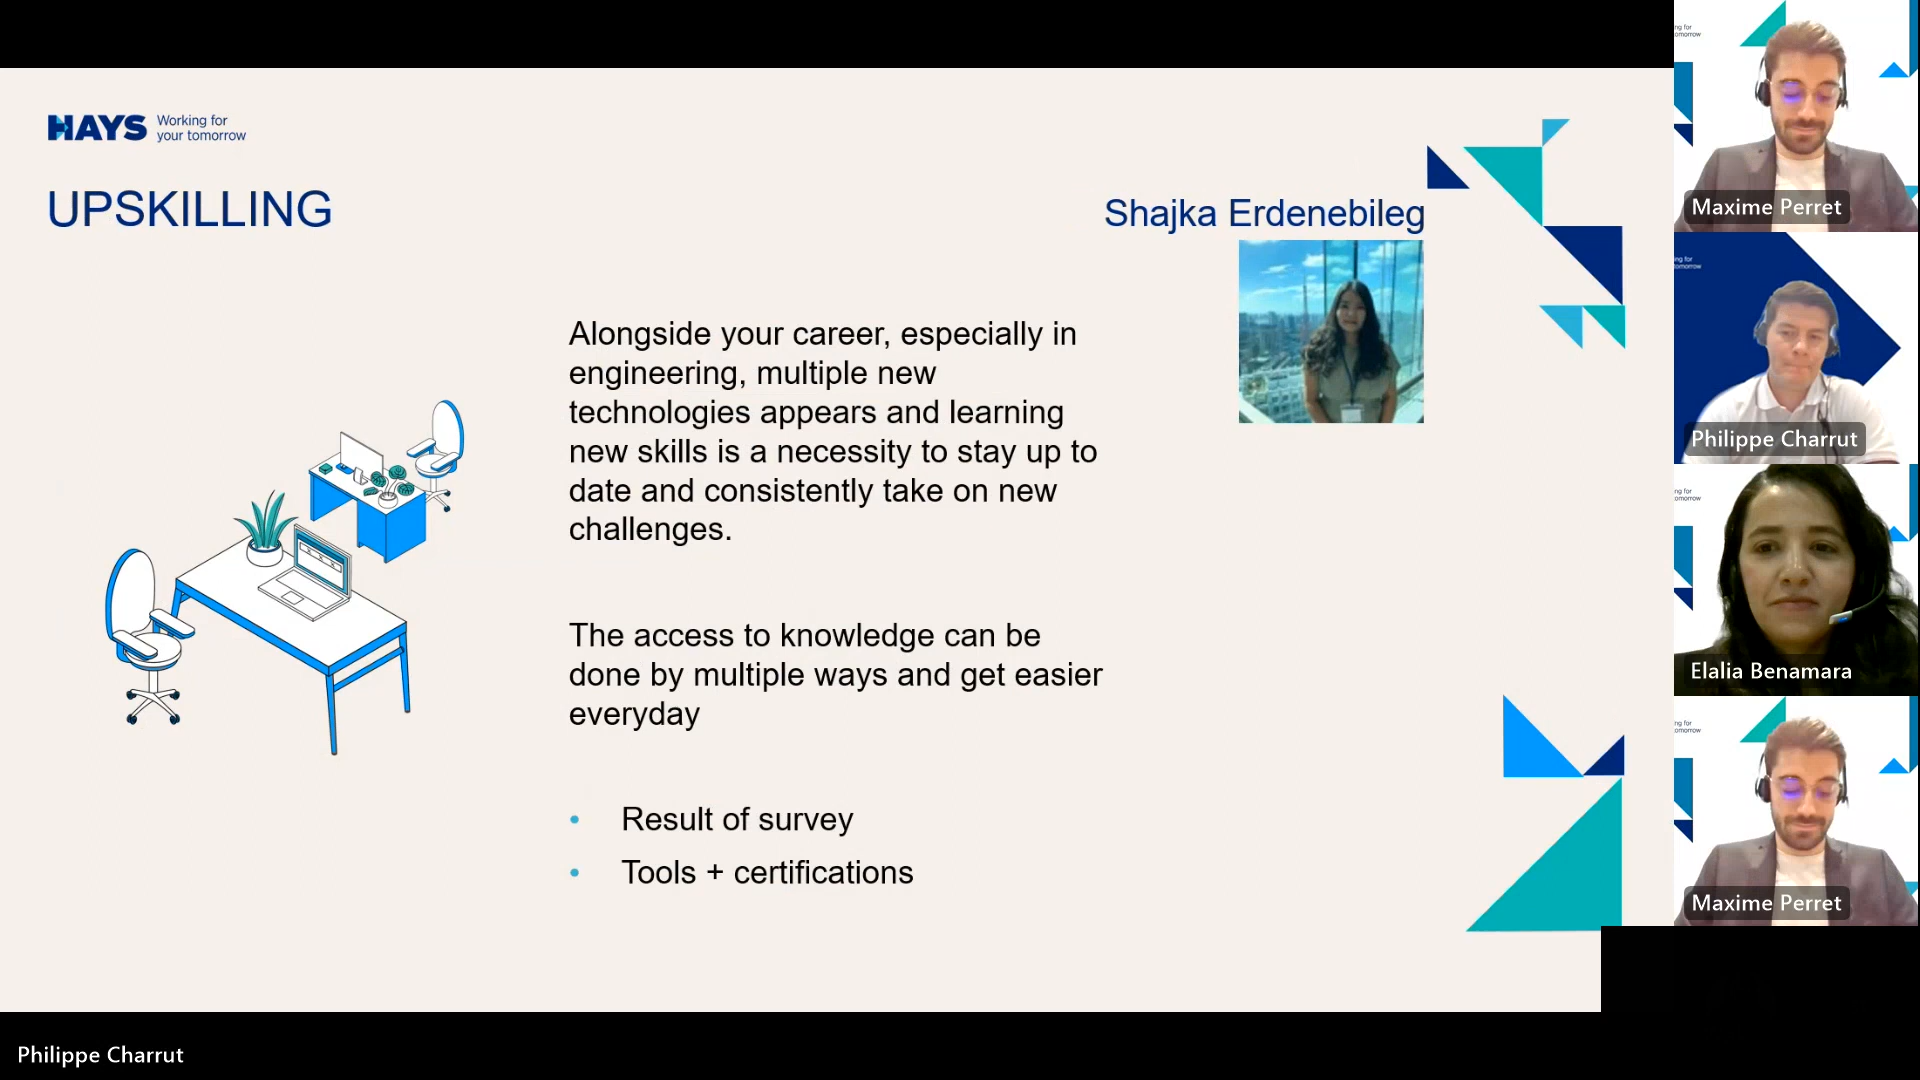 HAYS Working for
your tomorrow
UPSKILLING
Shajka Erdenebileg
Alongside your career, especially in
engineering, multiple new
technologies appears and learning
new skills is a necessity to stay up to
date and consistently take on new
challenges.
The access to knowledge can be
done by multiple ways and get easier
everyday
• Result of survey
• Tools + certifications
Maxime Perret
Philippe Charrut
Elalia Benamara
Maxime Perret
Philippe Charrut